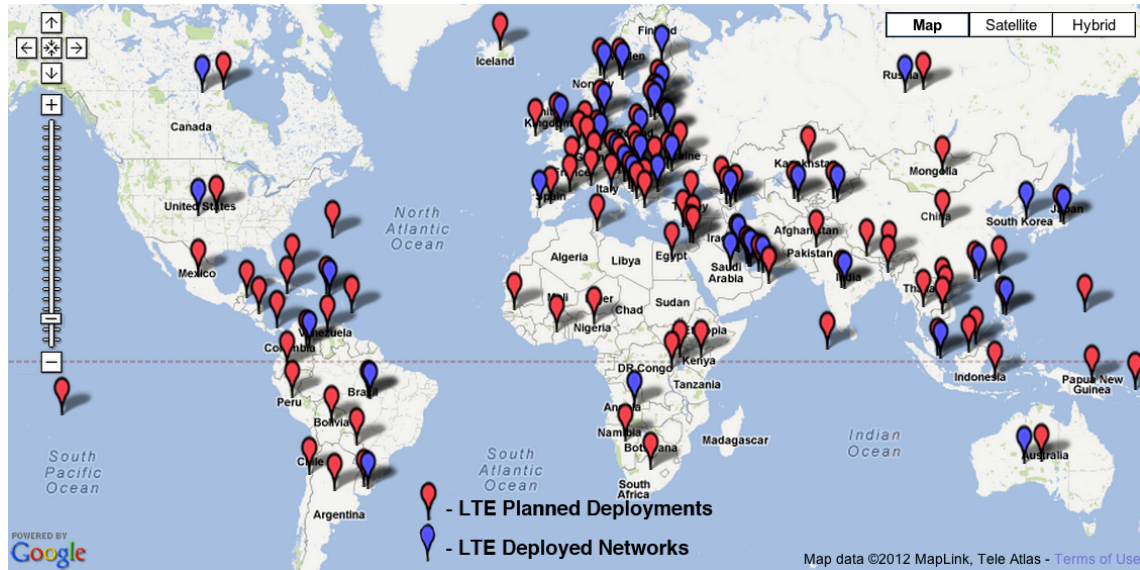 Map Satellite Hybrid
Iceland
Finland
Norway
Russia
Canada
Kazakhstan
Mongolia
Italy
Spain
United States
North
Atlantic
Ocean
China
South Korea
Japan
Afghanistan
Pakistan
Algeria
Libya
Egypt
Saudi
Arabia
India
Mexico
Mali
Chad
Sudan
Nigeria
Ethiopia
Venezuela
Colombia
Kenya
DR Congo
Tanzania
Indonesia
Papua New
Guinea
Peru
Brasil
Bolivia
Angola
Namibia
Botswana
Madagascar
Indian
Ocean
Australia
Chile
South
Pacific
Ocean
South
Atlantic
Ocean
South
Africa
Argentina
- LTE Planned Deployments
- LTE Deployed Networks
POWERED BY
Google
Map data ©2012 MapLink, Tele Atlas - Terms of Use